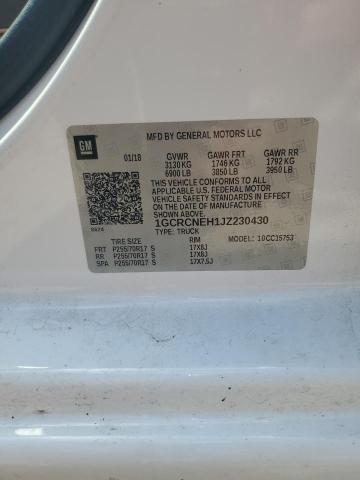 GM
MFD BY GENERAL MOTORS LLC
01/18 GVWR GAWR FRT GAWR RR
3130 KG 1746 KG 1792 KG
6900 LB 3850 LB 3950 LB
THIS VEHICLE CONFORMS TO ALL
APPLICABLE U.S. FEDERAL MOTOR
VEHICLE SAFETY STANDARDS IN EFFECT ON
THE DATE OF MANUFACTURE SHOWN
ABOVE.
1GCRCNEH1JZ230430
TYPE: TRUCK
RIM MODEL: 10CC15753
FRT P255/70R17 S 17X8J
RR P255/70R17 S 17X8J
SPA P255/70R17 S 17X7.5J